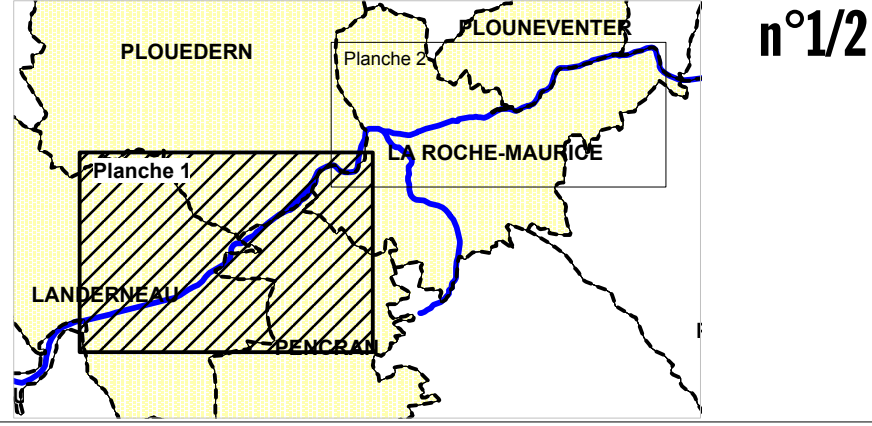 PLOUNEVENTER
n°1/2
PLOUEDERN
Planche 2
LA ROCHE-MAURICE
Planche 1
LANDERNEAU
PENCRAN